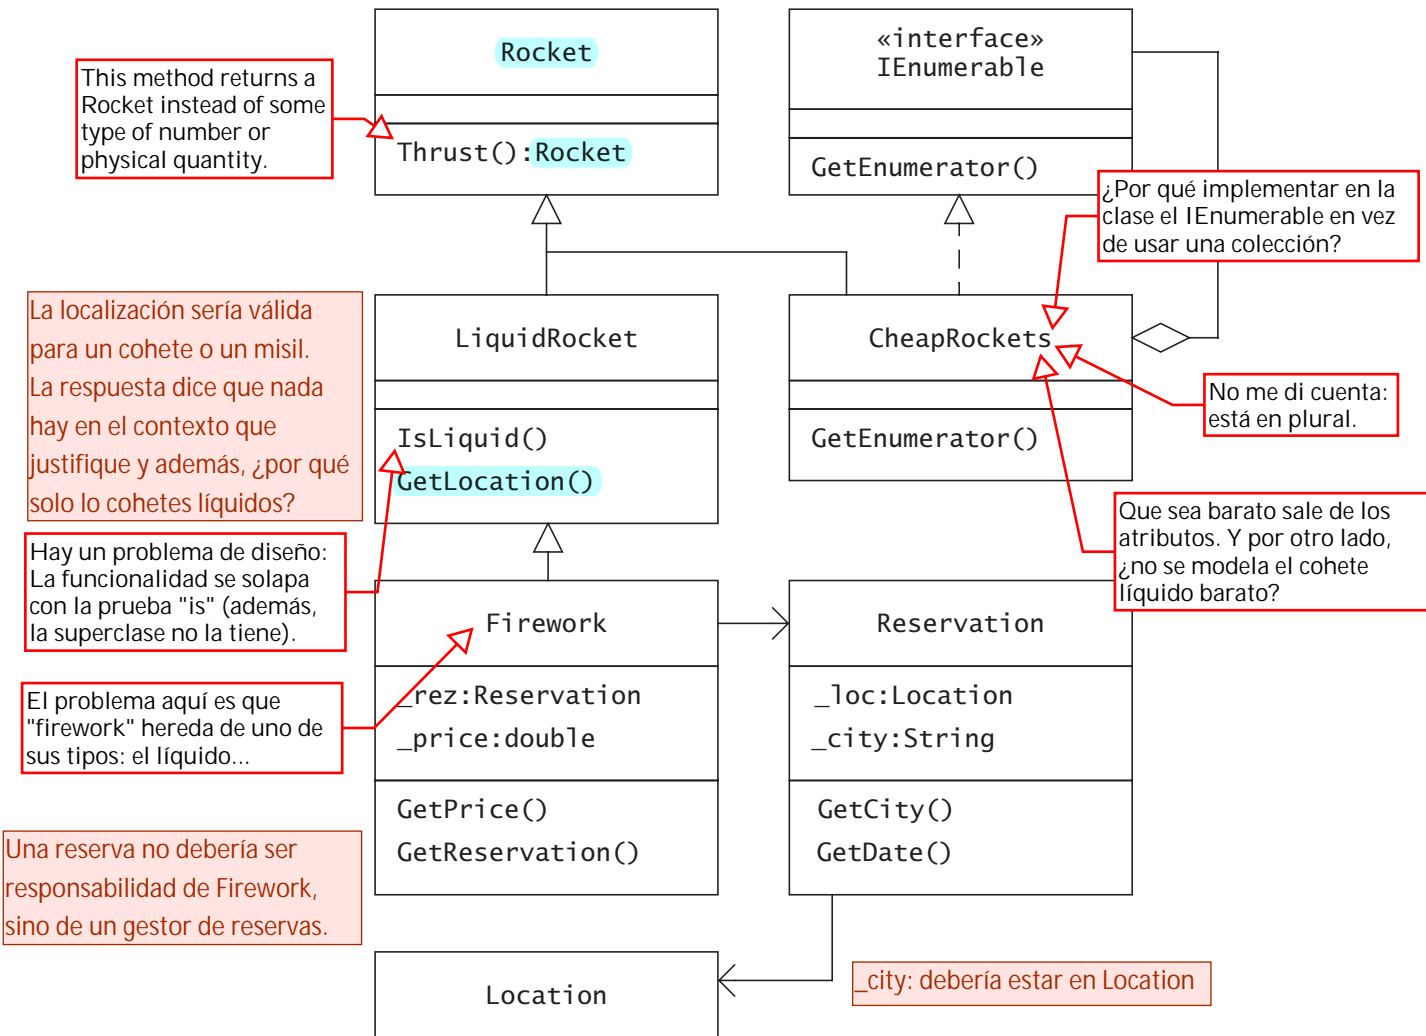 Rocket
Thrust():Rocket
«interface»
IEnumerable
GetEnumerator()
This method returns a
Rocket instead of some
type of number or
physical quantity.
¿Por qué implementar en la
clase el IEnumerable en vez
de usar una colección?
La localización sería válida
para un cohete o un misil.
La respuesta dice que nada
hay en el contexto que
justifique y además, ¿por qué
solo lo cohetes líquidos?
LiquidRocket
IsLiquid()
GetLocation()
CheapRockets
GetEnumerator()
No me di cuenta:
está en plural.
Que sea barato sale de los
atributos. Y por otro lado,
¿no se modela el cohete
líquido barato?
Hay un problema de diseño:
La funcionalidad se solapa
con la prueba "is" (además,
la superclase no la tiene).
Firework
_rez:Reservation
_price:double
GetPrice()
GetReservation()
Reservation
_loc:Location
_city:String
GetCity()
GetDate()
El problema aquí es que
"firework" hereda de uno de
sus tipos: el líquido...
Una reserva no debería ser
responsabilidad de Firework,
sino de un gestor de reservas.
Location
_city: debería estar en Location